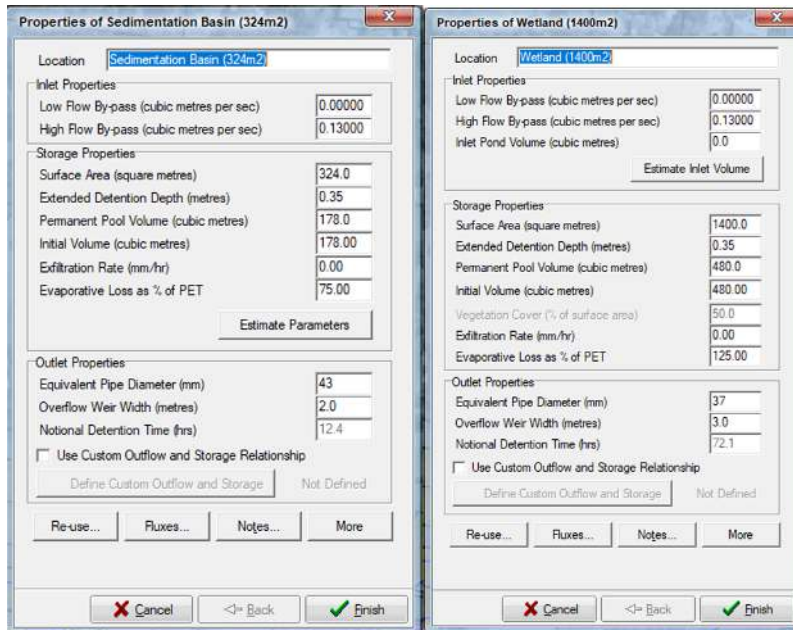 Properties of Sedimentation Basin (324m2)
Location Sedimentation Basin (324m2)
Inlet Properties
Low Flow By-pass (cubic metres per sec) 0.00000
High Flow By-pass (cubic metres per sec) 0.13000
Storage Properties
Surface Area (square metres) 324.0
Extended Detention Depth (metres) 0.35
Permanent Pool Volume (cubic metres) 178.0
Initial Volume (cubic metres) 178.00
Exfiltration Rate (mm/hr) 0.00
Evaporative Loss as % of PET 75.00
Estimate Parameters
Outlet Properties
Equivalent Pipe Diameter (mm) 43
Overflow Weir Width (metres) 2.0
Notional Detention Time (hrs) 12.4
Use Custom Outflow and Storage Relationship
Define Custom Outflow and Storage Not Defined
Re-use... Fluxes... Notes... More
Cancel Back Finish
Properties of Wetland (1400m2)
Location Wetland (1400m2)
Inlet Properties
Low Flow By-pass (cubic metres per sec) 0.00000
High Flow By-pass (cubic metres per sec) 0.13000
Inlet Pond Volume (cubic metres) 0.0
Estimate Inlet Volume
Storage Properties
Surface Area (square metres) 1400.0
Extended Detention Depth (metres) 0.35
Permanent Pool Volume (cubic metres) 480.0
Initial Volume (cubic metres) 480.00
Vegetation Cover (% of surface area) 50.0
Exfiltration Rate (mm/hr) 0.00
Evaporative Loss as % of PET 125.00
Outlet Properties
Equivalent Pipe Diameter (mm) 37
Overflow Weir Width (metres) 3.0
Notional Detention Time (hrs) 72.1
Use Custom Outflow and Storage Relationship
Define Custom Outflow and Storage Not Defined
Re-use... Fluxes... Notes... More
Cancel Back Finish